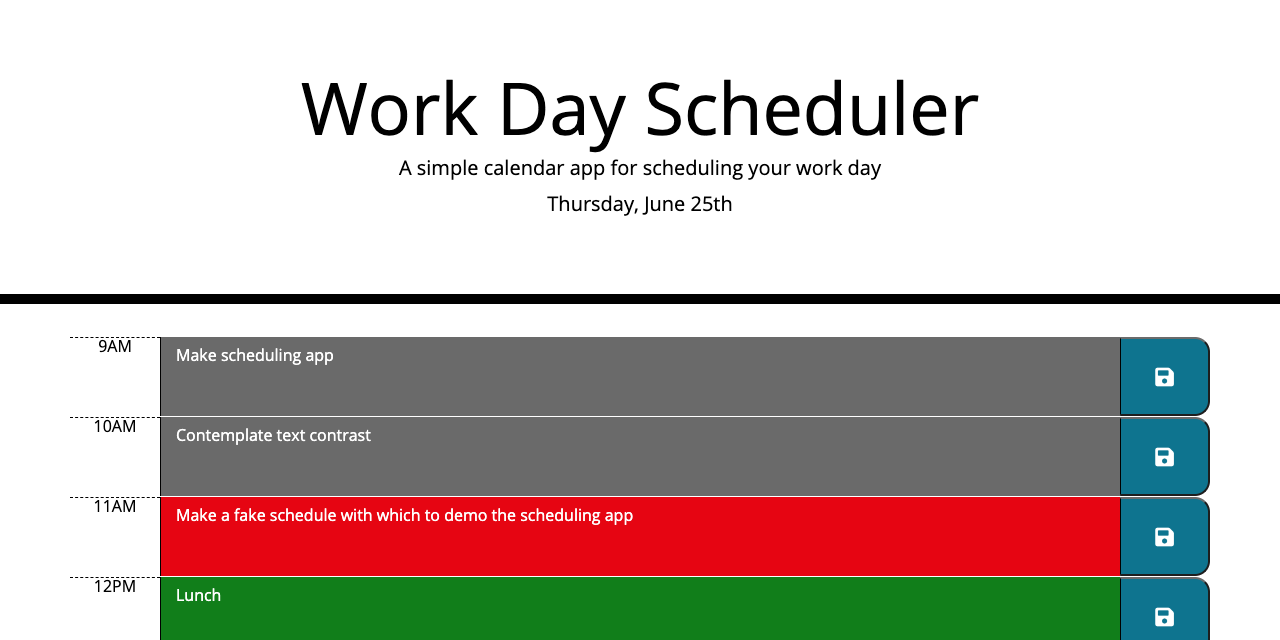 Work Day Scheduler
A simple calendar app for scheduling your work day
Thursday, June 25th
9AM
Make scheduling app
10AM
Contemplate text contrast
11AM
Make a fake schedule with which to demo the scheduling app
12PM
Lunch